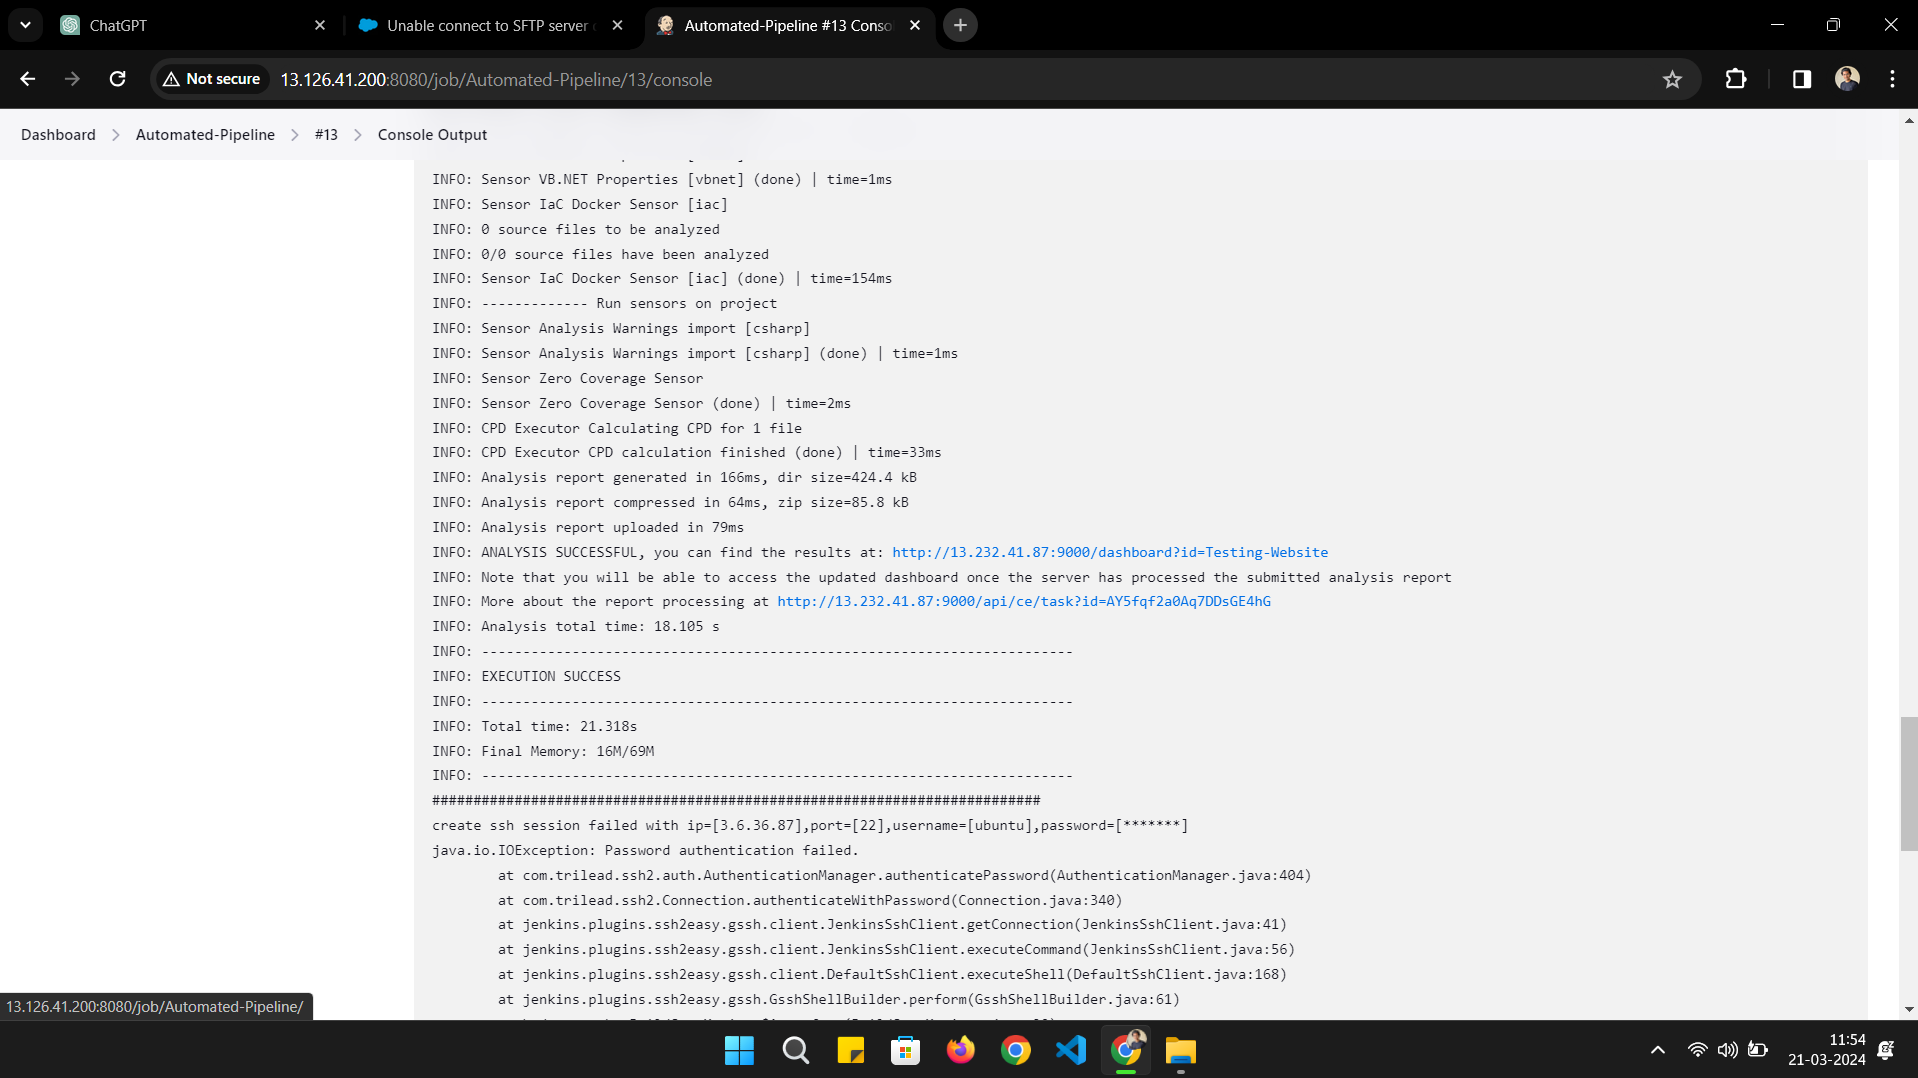 ChatGPT
Unable connect to SFTP server
Automated-Pipeline #13 Conso
Not secure
13.126.41.200:8080/job/Automated-Pipeline/13/console
Dashboard
Automated-Pipeline
#13
Console Output
INFO: Sensor VB.NET Properties [vbnet] (done) | time=1ms
INFO: Sensor IaC Docker Sensor [iac]
INFO: 0 source files to be analyzed
INFO: 0/0 source files have been analyzed
INFO: Sensor IaC Docker Sensor [iac] (done) | time=154ms
INFO: ------------- Run sensors on project
INFO: Sensor Analysis Warnings import [csharp]
INFO: Sensor Analysis Warnings import [csharp] (done) | time=1ms
INFO: Sensor Zero Coverage Sensor
INFO: Sensor Zero Coverage Sensor (done) | time=2ms
INFO: CPD Executor Calculating CPD for 1 file
INFO: CPD Executor CPD calculation finished (done) | time=33ms
INFO: Analysis report generated in 166ms, dir size=424.4 kB
INFO: Analysis report compressed in 64ms, zip size=85.8 kB
INFO: Analysis report uploaded in 79ms
INFO: ANALYSIS SUCCESSFUL, you can find the results at: http://13.232.41.87:9000/dashboard?id=Testing-Website
INFO: Note that you will be able to access the updated dashboard once the server has processed the submitted analysis report
INFO: More about the report processing at http://13.232.41.87:9000/api/ce/task?id=AY5fqf2a0Aq7DDsGE4hG
INFO: Analysis total time: 18.105 s
INFO: ------------------------------------------------------------------------
INFO: EXECUTION SUCCESS
INFO: ------------------------------------------------------------------------
INFO: Total time: 21.318s
INFO: Final Memory: 16M/69M
INFO: ------------------------------------------------------------------------
##########################################################################
create ssh session failed with ip=[3.6.36.87],port=[22],username=[ubuntu],password=[*******]
java.io.IOException: Password authentication failed.
at com.trilead.ssh2.auth.AuthenticationManager.authenticatePassword(AuthenticationManager.java:404)
at com.trilead.ssh2.Connection.authenticateWithPassword(Connection.java:340)
at jenkins.plugins.ssh2easy.gssh.client.JenkinsSshClient.getConnection(JenkinsSshClient.java:41)
at jenkins.plugins.ssh2easy.gssh.client.JenkinsSshClient.executeCommand(JenkinsSshClient.java:56)
at jenkins.plugins.ssh2easy.gssh.client.DefaultSshClient.executeShell(DefaultSshClient.java:168)
at jenkins.plugins.ssh2easy.gssh.GsshShellBuilder.perform(GsshShellBuilder.java:61)
13.126.41.200:8080/job/Automated-Pipeline/
11:54
21-03-2024